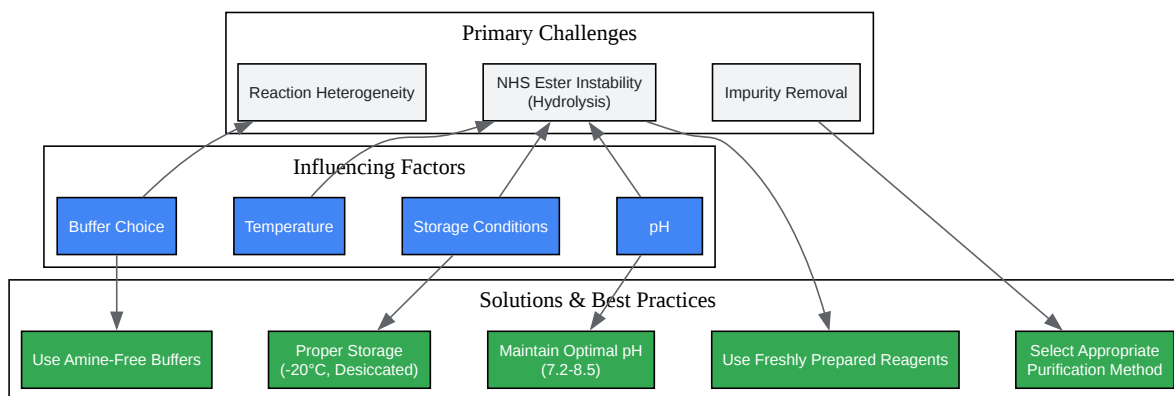 Primary Challenges
Reaction Heterogeneity
NHS Ester Instability
(Hydrolysis)
Impurity Removal
Influencing Factors
Buffer Choice
Temperature
Storage Conditions
pH
Solutions & Best Practices
Use Amine-Free Buffers
Proper Storage
(-20°C, Desiccated)
Maintain Optimal pH
(7.2-8.5)
Use Freshly Prepared Reagents
Select Appropriate
Purification Method